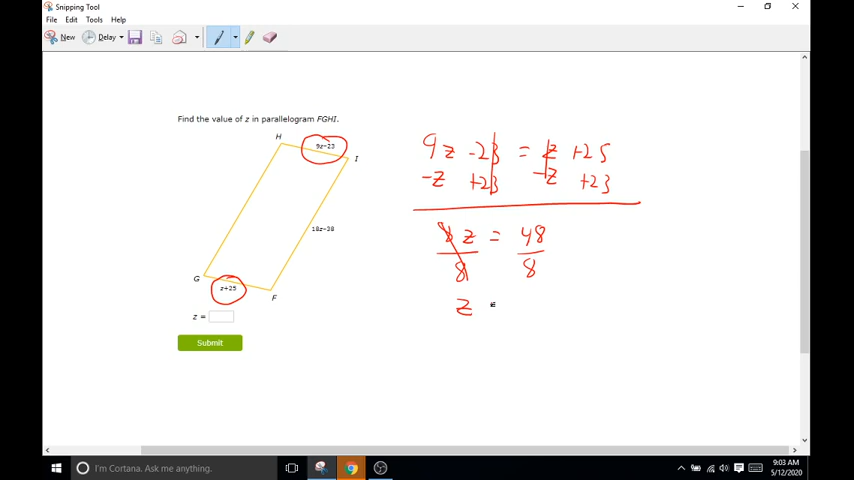 Snipping Tool
File Edit Tools Help
New Delay
Find the value of z in parallelogram FGHI.
H
9z-23
I
18z-38
G
z+25
F
z =
Submit
9z -23 = z +25
-z +23 -z +23
8z = 48
8 8
z =
I'm Cortana. Ask me anything.
9:03 AM
5/12/2020